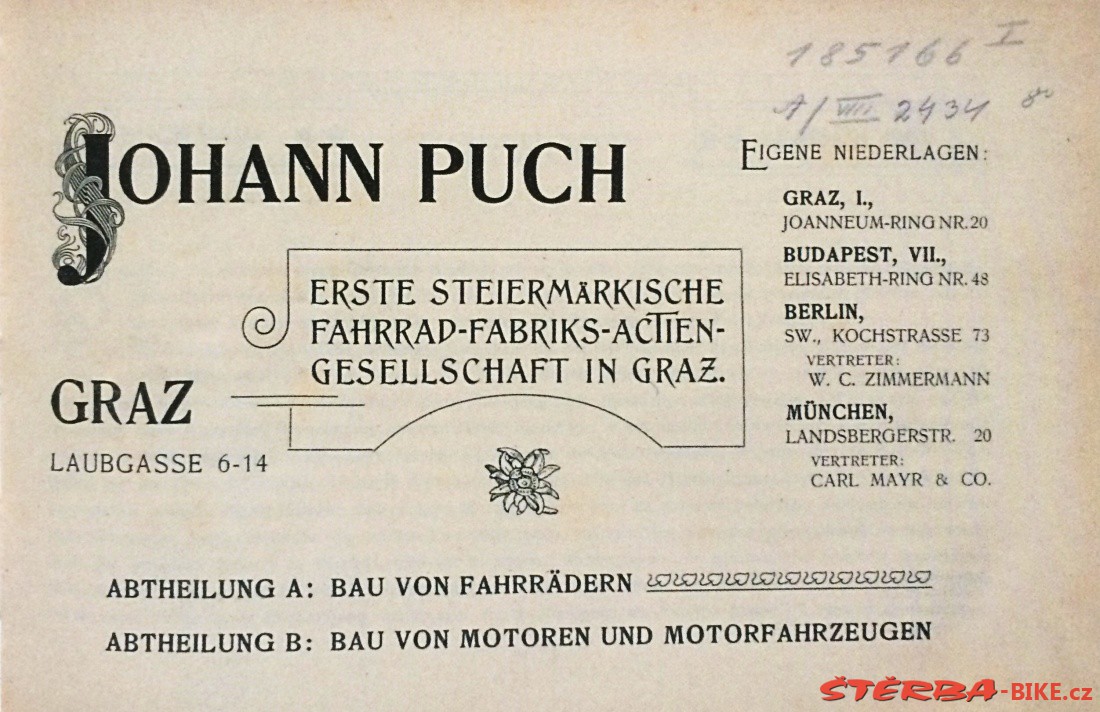 185166 I
A/VIII 2434 8°
JOHANN PUCH
ERSTE STEIERMÄRKISCHE
FAHRRAD-FABRIKS-ACTIEN-
GESELLSCHAFT IN GRAZ.
GRAZ
LAUBGASSE 6-14
EIGENE NIEDERLAGEN:
GRAZ, I.,
JOANNEUM-RING NR. 20
BUDAPEST, VII.,
ELISABETH-RING NR. 48
BERLIN,
SW., KOCHSTRASSE 73
VERTRETER:
W. C. ZIMMERMANN
MÜNCHEN,
LANDSBERGERSTR. 20
VERTRETER:
CARL MAYR & CO.
ABTHEILUNG A: BAU VON FAHRRÄDERN
ABTHEILUNG B: BAU VON MOTOREN UND MOTORFAHRZEUGEN
ŠTĚRBA-BIKE.cz